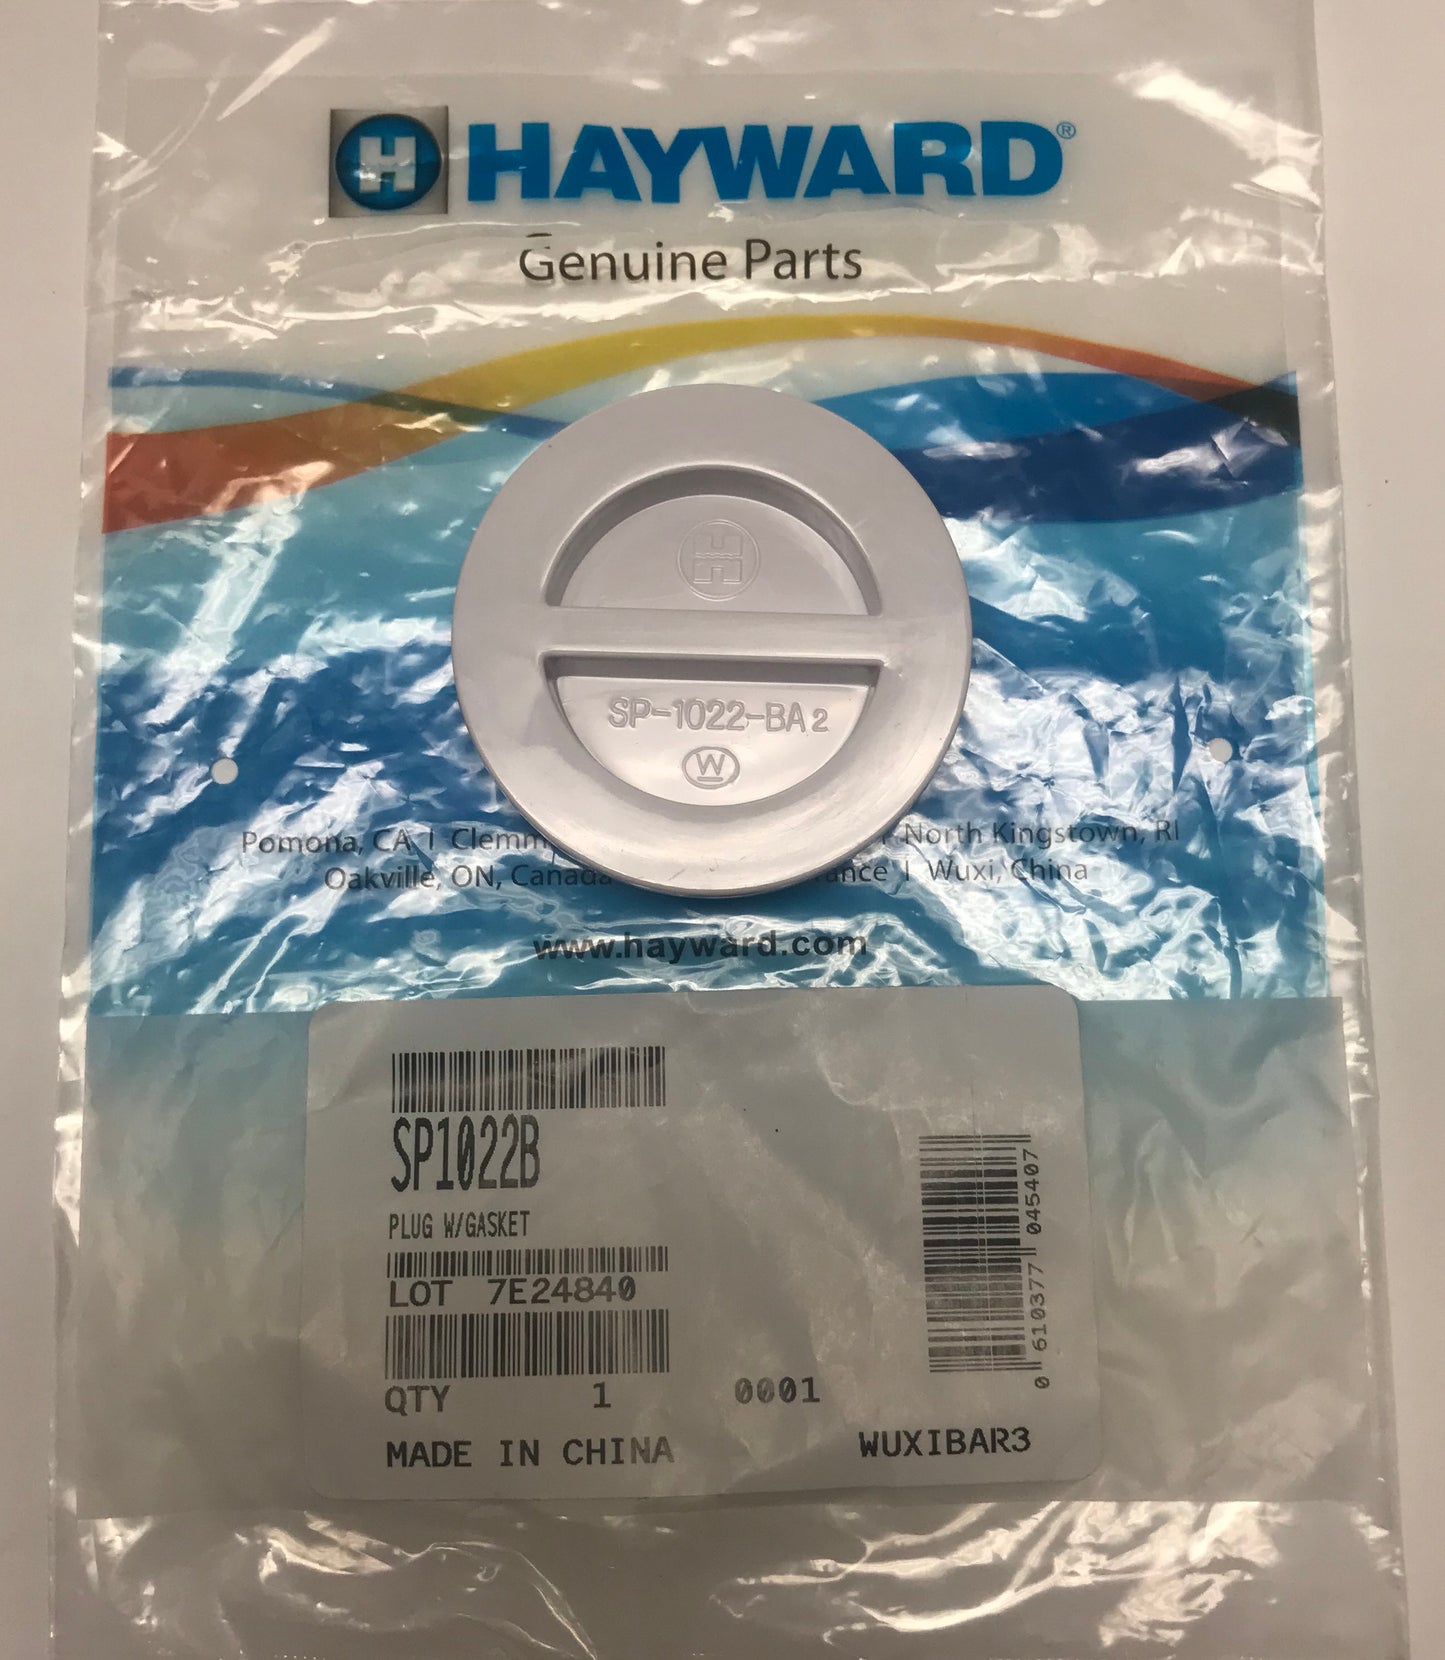 H HAYWARD®
Genuine Parts
H
SP-1022-BA 2
W
Pomona, CA | North Kingstown, RI
Oakville, ON, Canada | Wuxi, China
www.hayward.com
SP1022B
PLUG W/GASKET
LOT 7E24840
QTY 1 0001
MADE IN CHINA WUXIBAR3
0 610377 045407